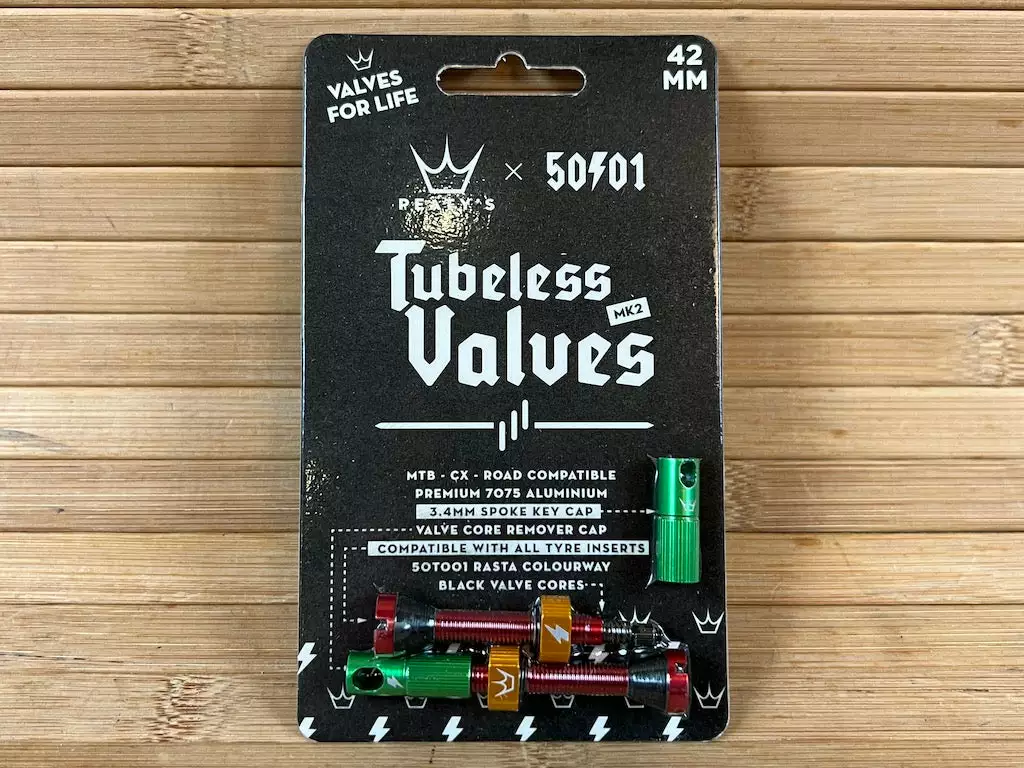 VALVES
FOR LIFE
42
MM
PEATY'S × 50/01
Tubeless
MK2
Valves
MTB - CX - ROAD COMPATIBLE
PREMIUM 7075 ALUMINIUM
3.4MM SPOKE KEY CAP
VALVE CORE REMOVER CAP
COMPATIBLE WITH ALL TYRE INSERTS
50TO01 RASTA COLOURWAY
BLACK VALVE CORES